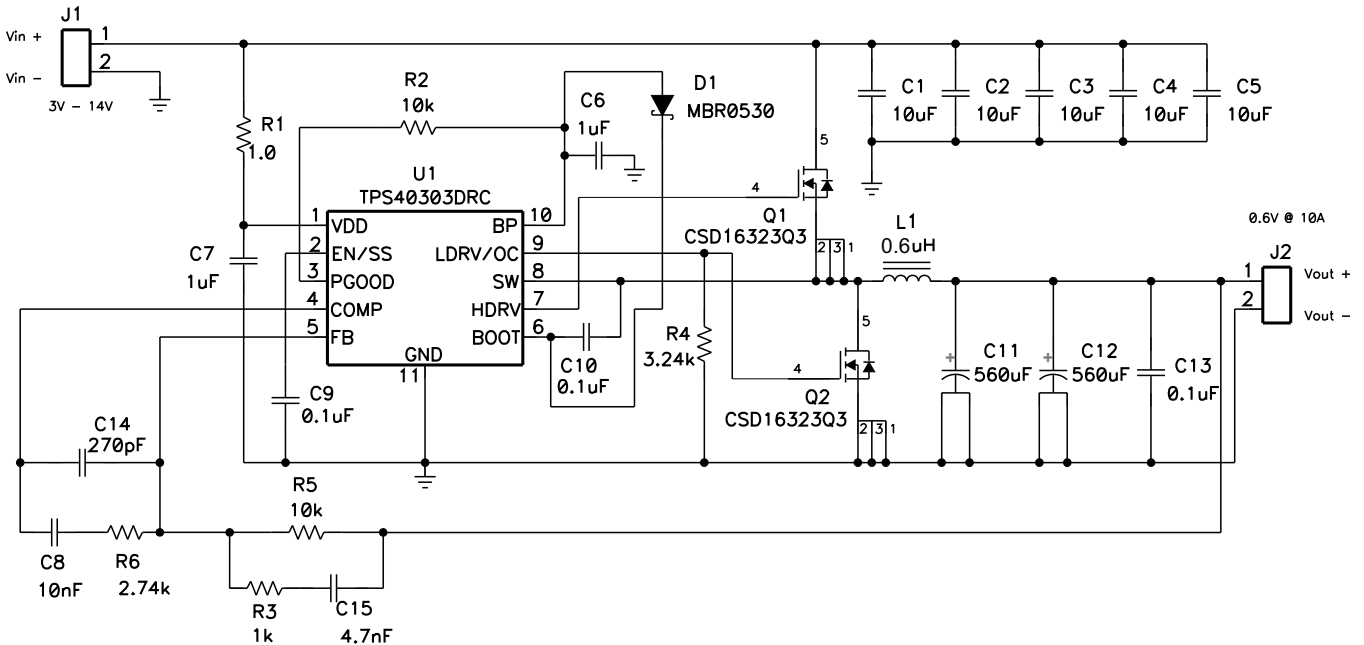 J1
Vin +
1
2
Vin -
3V - 14V
R1
1.0
R2
10k
C6
1uF
D1
MBR0530
C1
10uF
C2
10uF
C3
10uF
C4
10uF
C5
10uF
U1
TPS40303DRC
1
VDD
2
EN/SS
3
PGOOD
4
COMP
5
FB
BP
10
LDRV/OC
9
SW
8
HDRV
7
BOOT
6
GND
11
C7
1uF
5
4
Q1
CSD16323Q3
2
3
1
L1
0.6uH
0.6V @ 10A
J2
1
Vout +
2
Vout -
C10
0.1uF
R4
3.24k
5
4
Q2
CSD16323Q3
2
3
1
+
C11
560uF
+
C12
560uF
C13
0.1uF
C9
0.1uF
C14
270pF
C8
10nF
R6
2.74k
R5
10k
R3
1k
C15
4.7nF